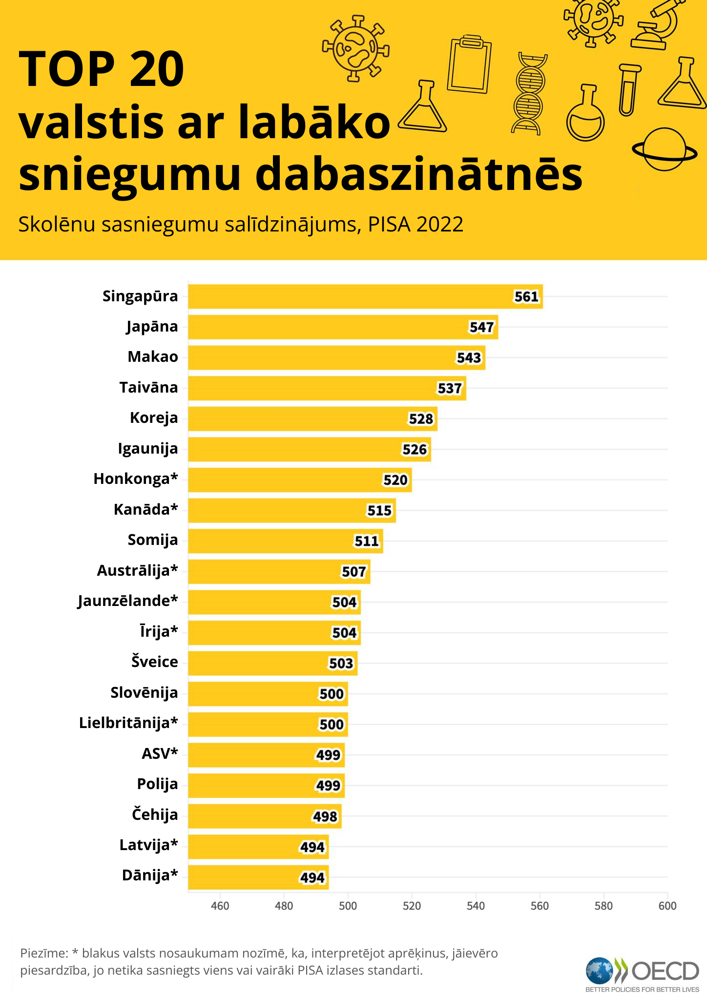 TOP 20
valstis ar labāko
sniegumu dabaszinātnēs
Skolēnu sasniegumu salīdzinājums, PISA 2022
Singapūra 561
Japāna 547
Makao 543
Taivāna 537
Koreja 528
Igaunija 526
Honkonga* 520
Kanāda* 515
Somija 511
Austrālija* 507
Jaunzēlande* 504
Īrija* 504
Šveice 503
Slovēnija 500
Lielbritānija* 500
ASV* 499
Polija 499
Čehija 498
Latvija* 494
Dānija* 494
460 480 500 520 540 560 580 600
Piezīme: * blakus valsts nosaukumam nozīmē, ka, interpretējot aprēķinus, jāievēro
piesardzība, jo netika sasniegts viens vai vairāki PISA izlases standarti.
OECD
BETTER POLICIES FOR BETTER LIVES